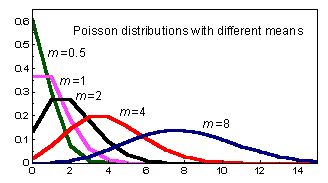 Poisson distributions with different means
0.6
0.5
0.4
0.3
0.2
0.1
0
m=0.5
m=1
m=2
m=4
m=8
0 2 4 6 8 10 12 14